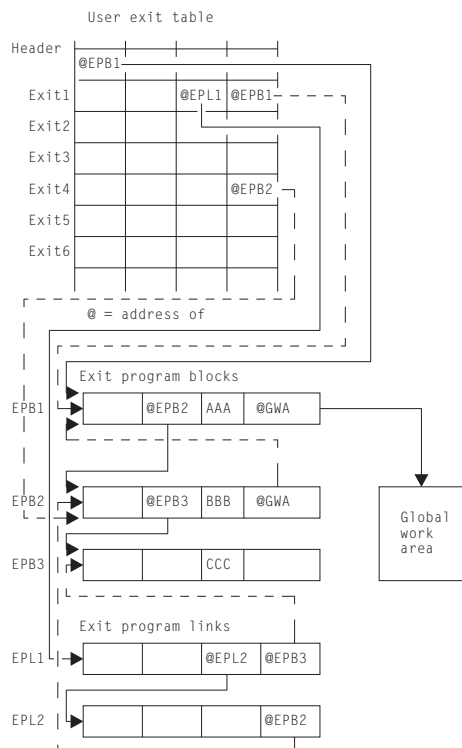 User exit table
Header
@EPB1
Exit1 @EPL1 @EPB1
Exit2
Exit3
Exit4 @EPB2
Exit5
Exit6
@ = address of
Exit program blocks
EPB1 @EPB2 AAA @GWA
EPB2 @EPB3 BBB @GWA
Global
work
area
EPB3 CCC
Exit program links
EPL1 @EPL2 @EPB3
EPL2 @EPB2